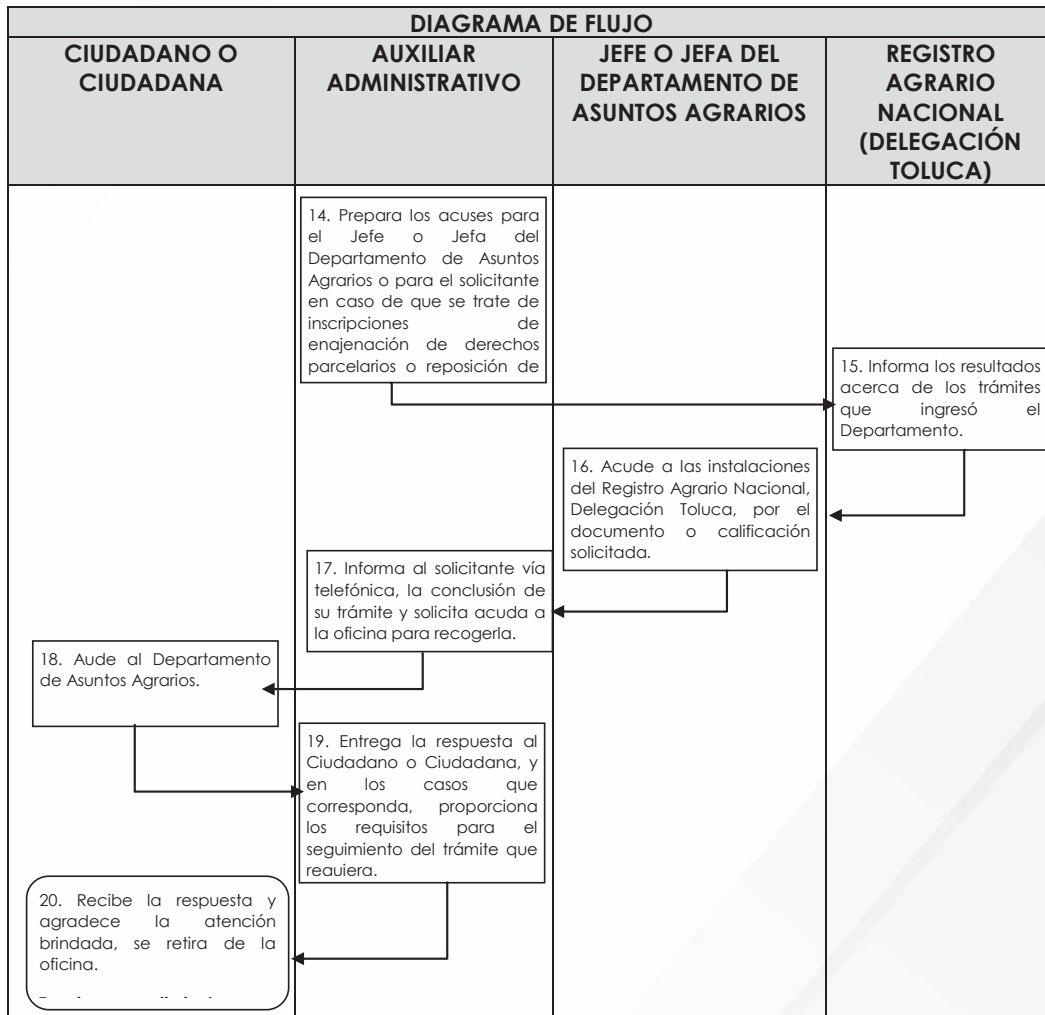 DIAGRAMA DE FLUJO
CIUDADANO O
CIUDADANA
AUXILIAR
ADMINISTRATIVO
JEFE O JEFA DEL
DEPARTAMENTO DE
ASUNTOS AGRARIOS
REGISTRO
AGRARIO
NACIONAL
(DELEGACIÓN
TOLUCA)
14. Prepara los acuses para
el Jefe o Jefa del
Departamento de Asuntos
Agrarios o para el solicitante
en caso de que se trate de
inscripciones de
enajenación de derechos
parcelarios o reposición de
15. Informa los resultados
acerca de los trámites
que ingresó el
Departamento.
16. Acude a las instalaciones
del Registro Agrario Nacional,
Delegación Toluca, por el
documento o calificación
solicitada.
17. Informa al solicitante vía
telefónica, la conclusión de
su trámite y solicita acuda a
la oficina para recogerla.
18. Aude al Departamento
de Asuntos Agrarios.
19. Entrega la respuesta al
Ciudadano o Ciudadana, y
en los casos que
corresponda, proporciona
los requisitos para el
seguimiento del trámite que
requiera.
20. Recibe la respuesta y
agradece la atención
brindada, se retira de la
oficina.